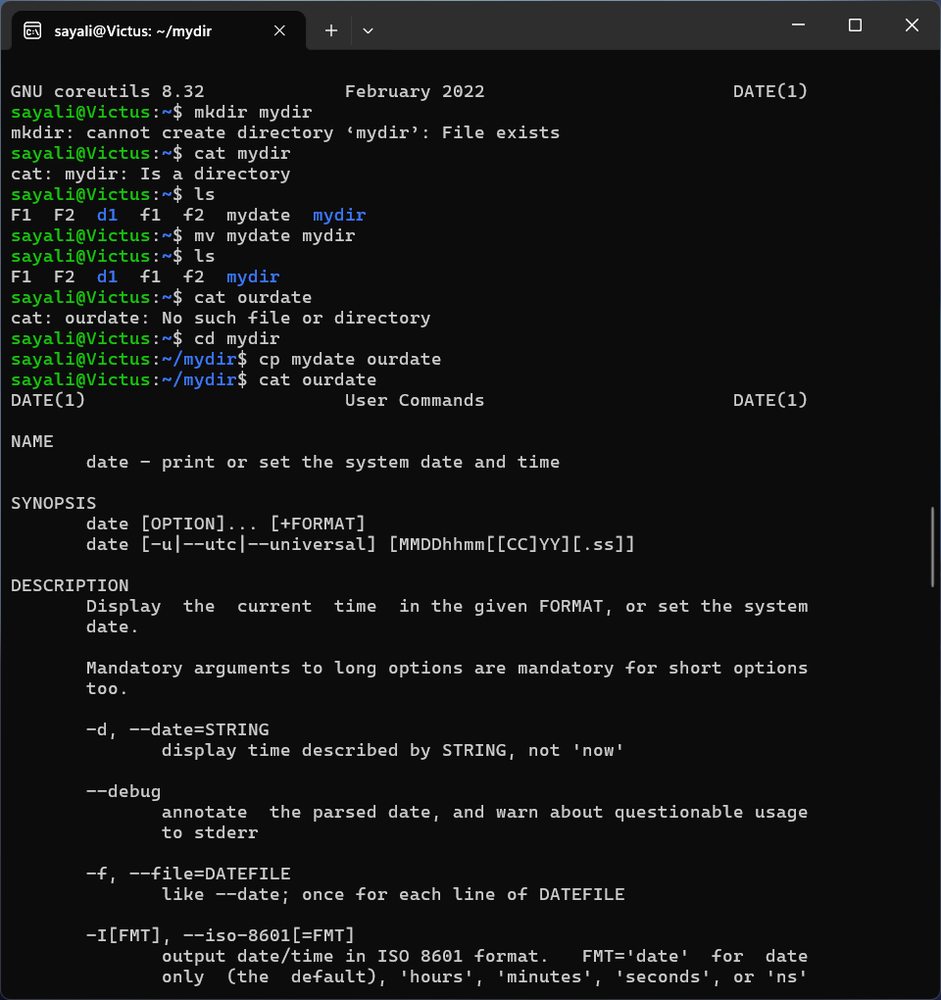 sayali@Victus: ~/mydir
GNU coreutils 8.32             February 2022                       DATE(1)
sayali@Victus:~$ mkdir mydir
mkdir: cannot create directory ‘mydir’: File exists
sayali@Victus:~$ cat mydir
cat: mydir: Is a directory
sayali@Victus:~$ ls
F1  F2  d1  f1  f2  mydate  mydir
sayali@Victus:~$ mv mydate mydir
sayali@Victus:~$ ls
F1  F2  d1  f1  f2  mydir
sayali@Victus:~$ cat ourdate
cat: ourdate: No such file or directory
sayali@Victus:~$ cd mydir
sayali@Victus:~/mydir$ cp mydate ourdate
sayali@Victus:~/mydir$ cat ourdate
DATE(1)                        User Commands                       DATE(1)
NAME
       date - print or set the system date and time
SYNOPSIS
       date [OPTION]... [+FORMAT]
       date [-u|--utc|--universal] [MMDDhhmm[[CC]YY][.ss]]
DESCRIPTION
       Display  the  current  time  in the given FORMAT, or set the system
       date.
       Mandatory arguments to long options are mandatory for short options
       too.
       -d, --date=STRING
              display time described by STRING, not 'now'
       --debug
              annotate  the parsed date, and warn about questionable usage
              to stderr
       -f, --file=DATEFILE
              like --date; once for each line of DATEFILE
       -I[FMT], --iso-8601[=FMT]
              output date/time in ISO 8601 format.   FMT='date'  for  date
              only  (the  default), 'hours', 'minutes', 'seconds', or 'ns'